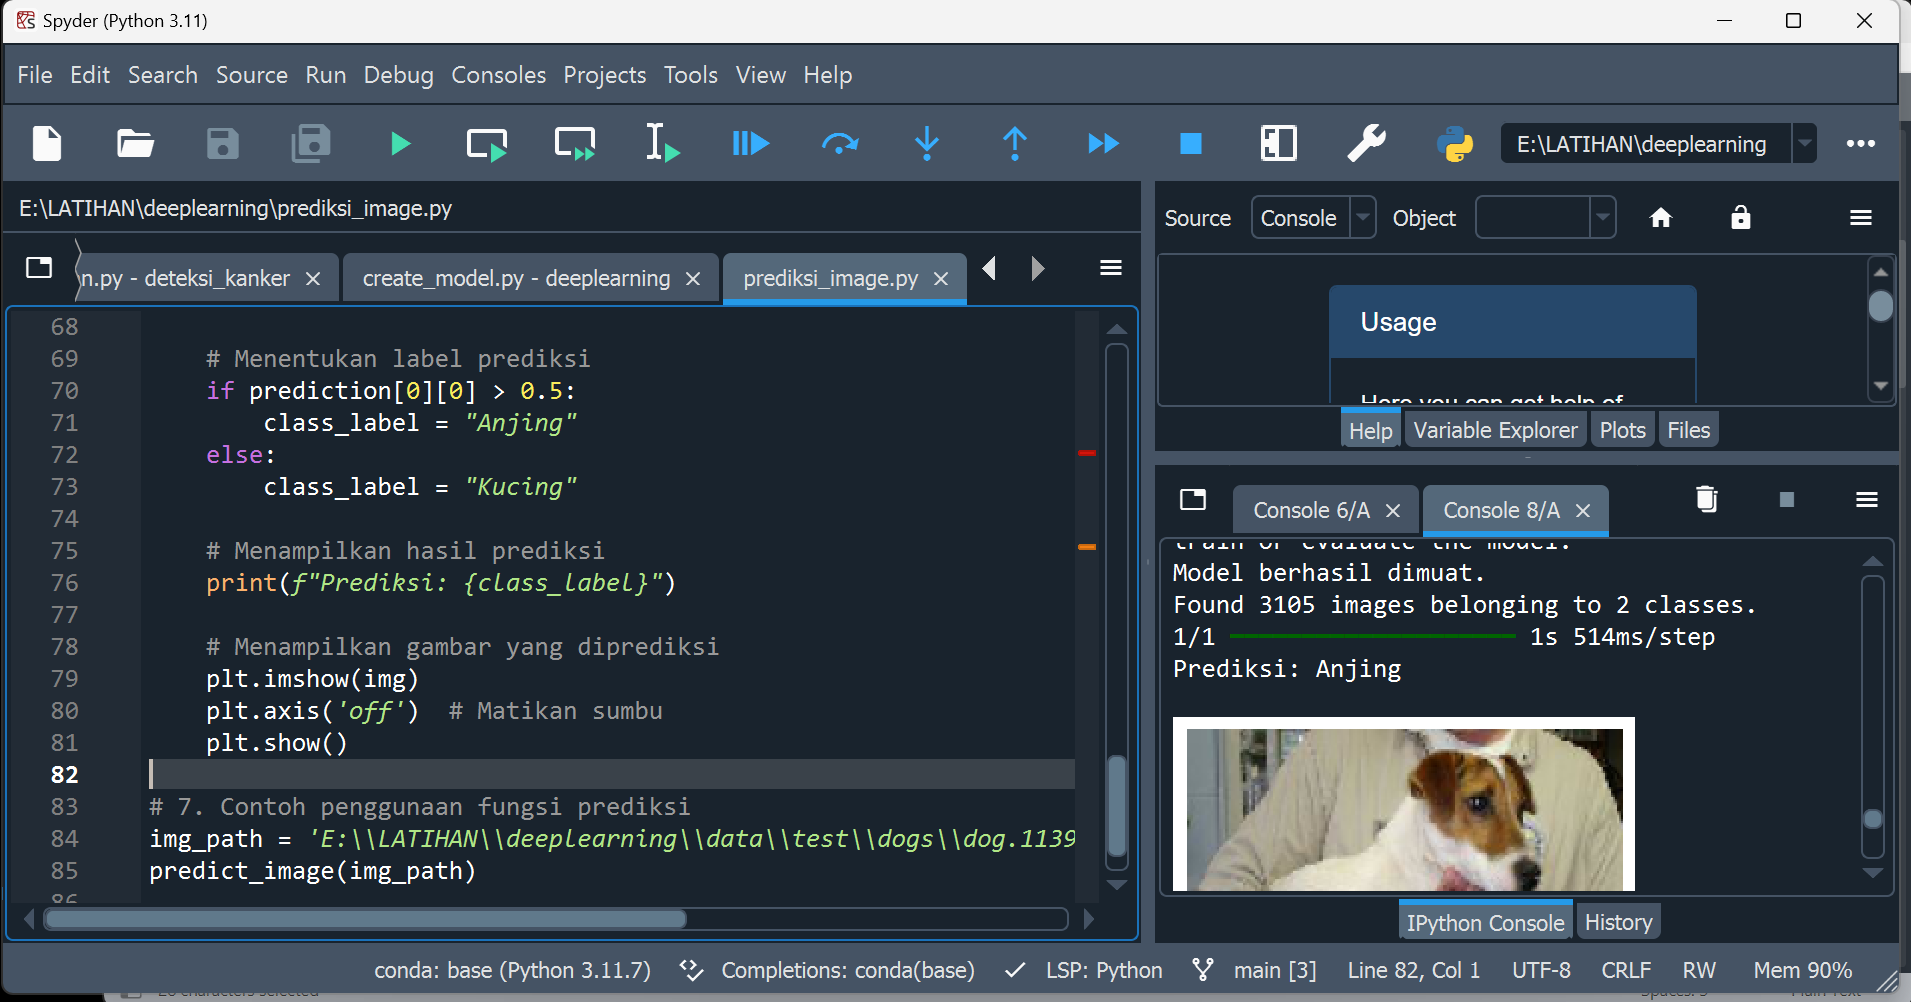 Spyder (Python 3.11)
File Edit Search Source Run Debug Consoles Projects Tools View Help
E:\LATIHAN\deeplearning
E:\LATIHAN\deeplearning\prediksi_image.py
n.py - deteksi_kanker
create_model.py - deeplearning
prediksi_image.py
68
69 # Menentukan label prediksi
70 if prediction[0][0] > 0.5:
71 class_label = "Anjing"
72 else:
73 class_label = "Kucing"
74
75 # Menampilkan hasil prediksi
76 print(f"Prediksi: {class_label}")
77
78 # Menampilkan gambar yang diprediksi
79 plt.imshow(img)
80 plt.axis('off') # Matikan sumbu
81 plt.show()
82
83 # 7. Contoh penggunaan fungsi prediksi
84 img_path = 'E:\\LATIHAN\\deeplearning\\data\\test\\dogs\\dog.1139
85 predict_image(img_path)
86
Source Console Object
Usage
Here you can get help of
Help Variable Explorer Plots Files
Console 6/A Console 8/A
train or evaluate the model.
Model berhasil dimuat.
Found 3105 images belonging to 2 classes.
1/1 1s 514ms/step
Prediksi: Anjing
IPython Console History
conda: base (Python 3.11.7) Completions: conda(base) LSP: Python main [3] Line 82, Col 1 UTF-8 CRLF RW Mem 90%